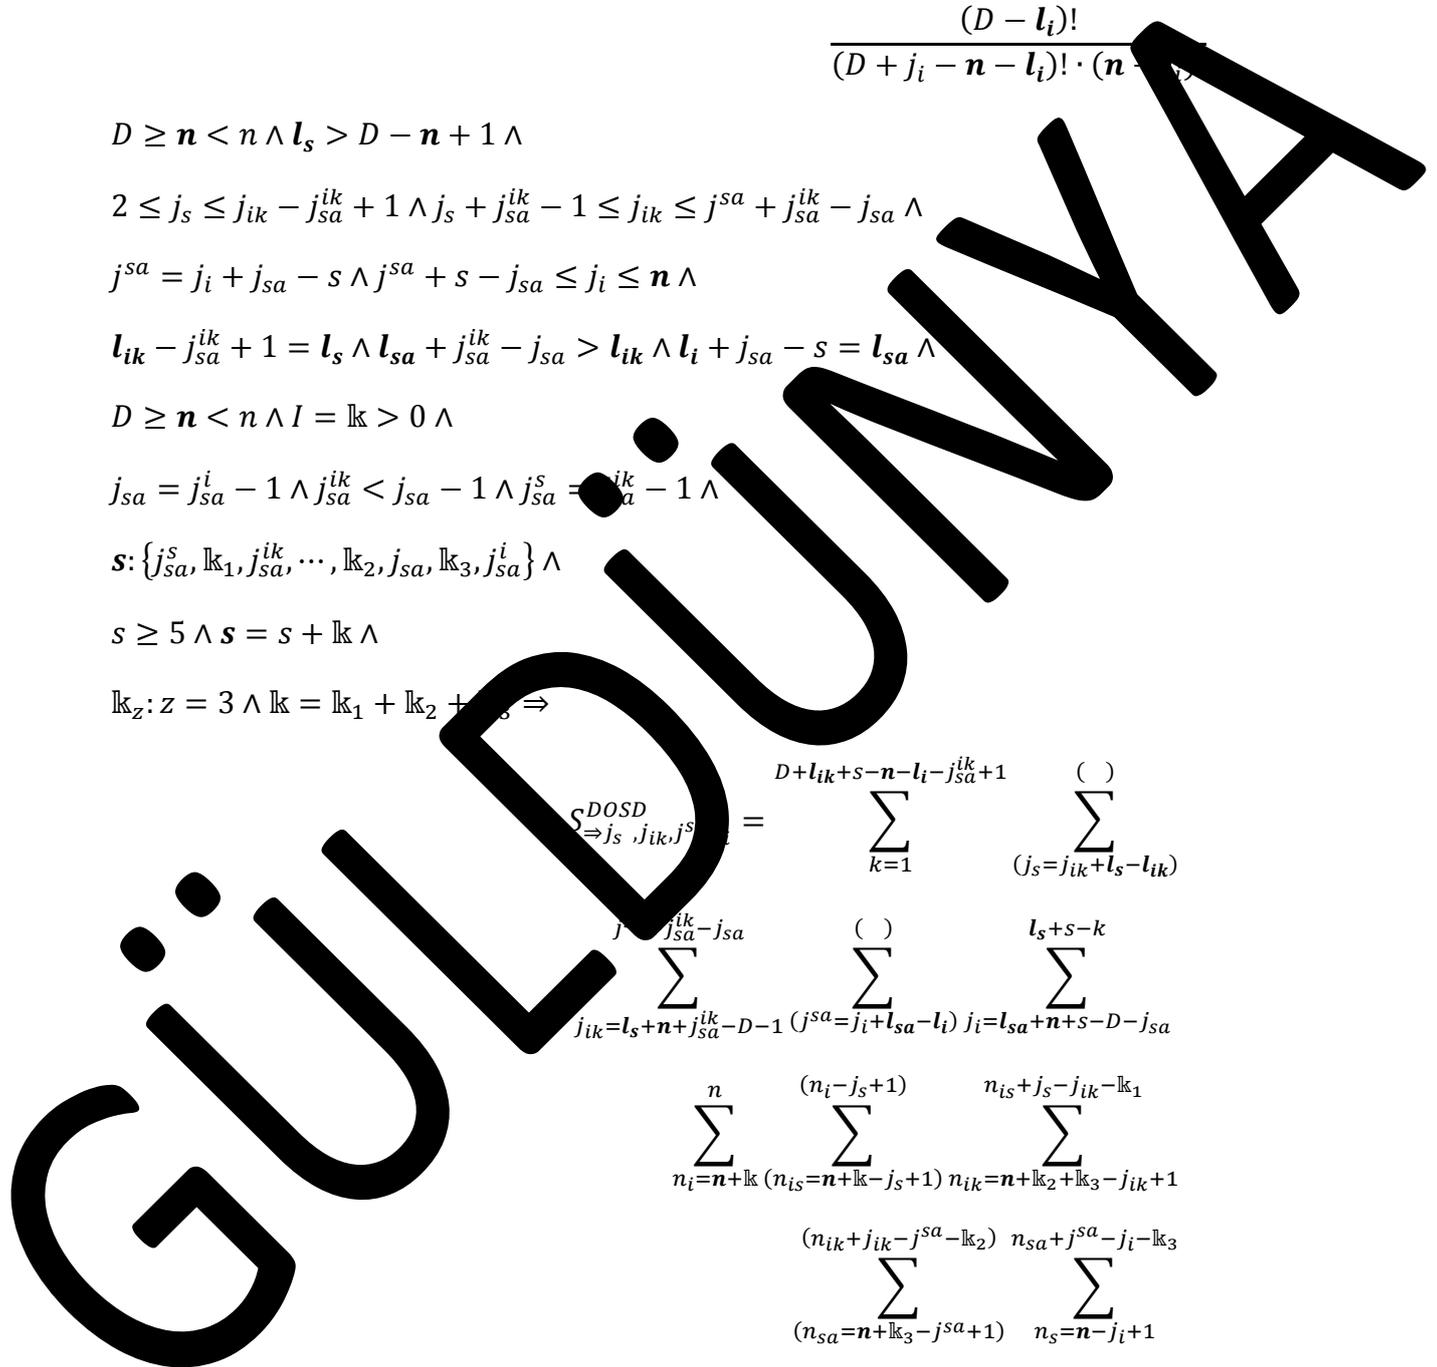 (D − l_i)!
(D + j_i − n − l_i)! · (n
D ≥ n < n ∧ l_s > D − n + 1 ∧
2 ≤ j_s ≤ j_ik − j_sa^ik + 1 ∧ j_s + j_sa^ik − 1 ≤ j_ik ≤ j^sa + j_sa^ik − j_sa ∧
j^sa = j_i + j_sa − s ∧ j^sa + s − j_sa ≤ j_i ≤ n ∧
l_ik − j_sa^ik + 1 = l_s ∧ l_sa + j_sa^ik − j_sa > l_ik ∧ l_i + j_sa − s = l_sa ∧
D ≥ n < n ∧ I = 𝕜 > 0 ∧
j_sa = j_sa^i − 1 ∧ j_sa^ik < j_sa − 1 ∧ j_sa^s = − 1 ∧
s: {j_sa^s, 𝕜_1, j_sa^ik, ⋯ , 𝕜_2, j_sa, 𝕜_3, j_sa^i} ∧
s ≥ 5 ∧ s = s + 𝕜 ∧
𝕜_z: z = 3 ∧ 𝕜 = 𝕜_1 + 𝕜_2 + ⇒
D+l_ik+s−n−l_i−j_sa^ik+1 ( )
S^DOSD_⇒j_s ,j_ik, = ∑ ∑
k=1 (j_s=j_ik+l_s−l_ik)
j_sa^ik−j_sa ( ) l_s+s−k
∑ ∑ ∑
j_ik=l_s+n+j_sa^ik−D−1 (j^sa=j_i+l_sa−l_i) j_i=l_sa+n+s−D−j_sa
n (n_i−j_s+1) n_is+j_s−j_ik−𝕜_1
∑ ∑ ∑
n_i=n+𝕜 (n_is=n+𝕜−j_s+1) n_ik=n+𝕜_2+𝕜_3−j_ik+1
(n_ik+j_ik−j^sa−𝕜_2) n_sa+j^sa−j_i−𝕜_3
∑ ∑
(n_sa=n+𝕜_3−j^sa+1) n_s=n−j_i+1
GÜLDÜNYA